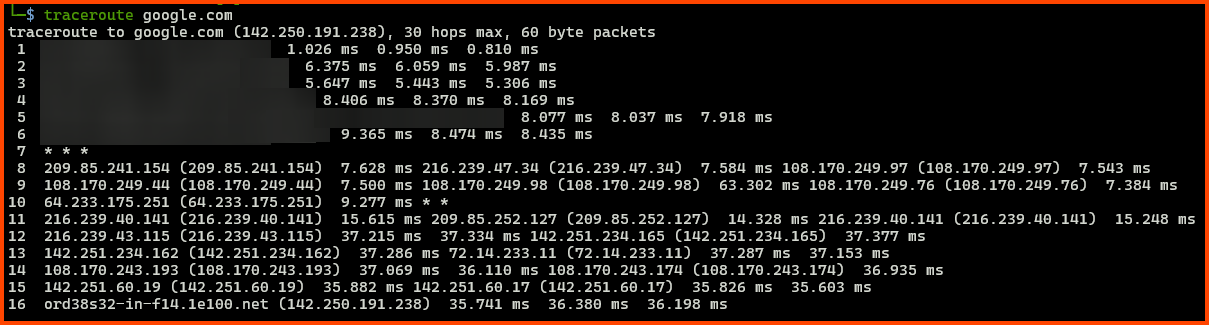 └─$ traceroute google.com
traceroute to google.com (142.250.191.238), 30 hops max, 60 byte packets
1 1.026 ms 0.950 ms 0.810 ms
2 6.375 ms 6.059 ms 5.987 ms
3 5.647 ms 5.443 ms 5.306 ms
4 8.406 ms 8.370 ms 8.169 ms
5 8.077 ms 8.037 ms 7.918 ms
6 9.365 ms 8.474 ms 8.435 ms
7 * * *
8 209.85.241.154 (209.85.241.154) 7.628 ms 216.239.47.34 (216.239.47.34) 7.584 ms 108.170.249.97 (108.170.249.97) 7.543 ms
9 108.170.249.44 (108.170.249.44) 7.500 ms 108.170.249.98 (108.170.249.98) 63.302 ms 108.170.249.76 (108.170.249.76) 7.384 ms
10 64.233.175.251 (64.233.175.251) 9.277 ms * *
11 216.239.40.141 (216.239.40.141) 15.615 ms 209.85.252.127 (209.85.252.127) 14.328 ms 216.239.40.141 (216.239.40.141) 15.248 ms
12 216.239.43.115 (216.239.43.115) 37.215 ms 37.334 ms 142.251.234.165 (142.251.234.165) 37.377 ms
13 142.251.234.162 (142.251.234.162) 37.286 ms 72.14.233.11 (72.14.233.11) 37.287 ms 37.153 ms
14 108.170.243.193 (108.170.243.193) 37.069 ms 36.110 ms 108.170.243.174 (108.170.243.174) 36.935 ms
15 142.251.60.19 (142.251.60.19) 35.882 ms 142.251.60.17 (142.251.60.17) 35.826 ms 35.603 ms
16 ord38s32-in-f14.1e100.net (142.250.191.238) 35.741 ms 36.380 ms 36.198 ms